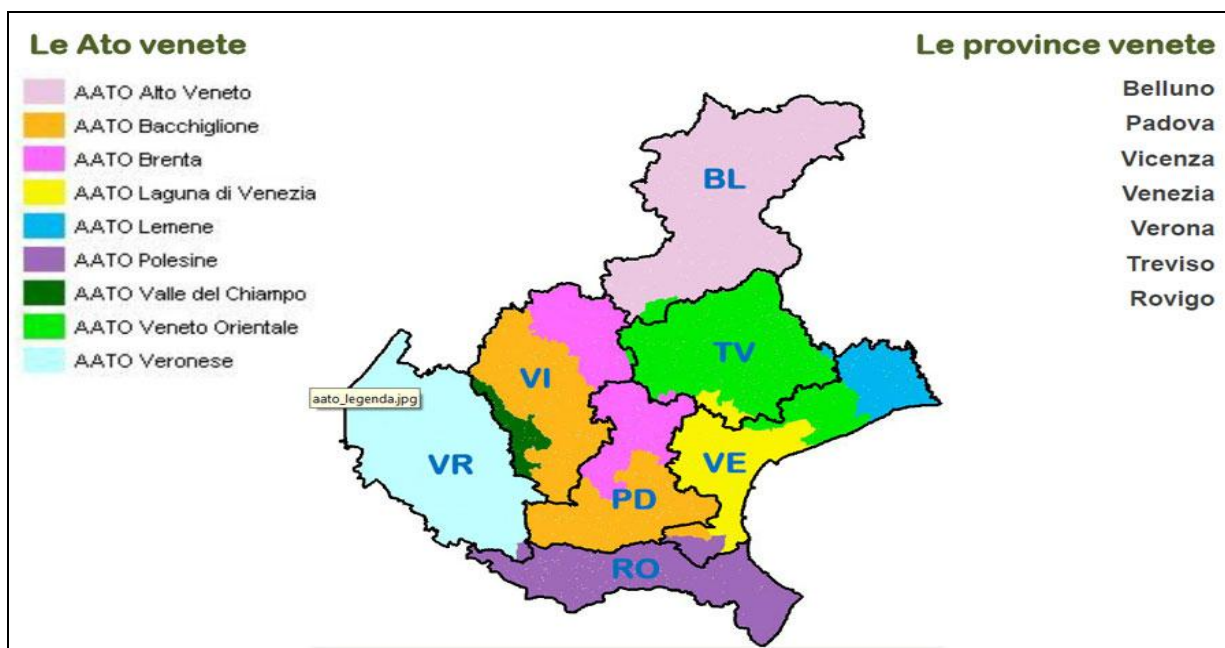 Le Ato venete
AATO Alto Veneto
AATO Bacchiglione
AATO Brenta
AATO Laguna di Venezia
AATO Lemene
AATO Polesine
AATO Valle del Chiampo
AATO Veneto Orientale
AATO Veronese
aato_legenda.jpg
Le province venete
Belluno
Padova
Vicenza
Venezia
Verona
Treviso
Rovigo
BL
TV
VI
VR
VE
PD
RO